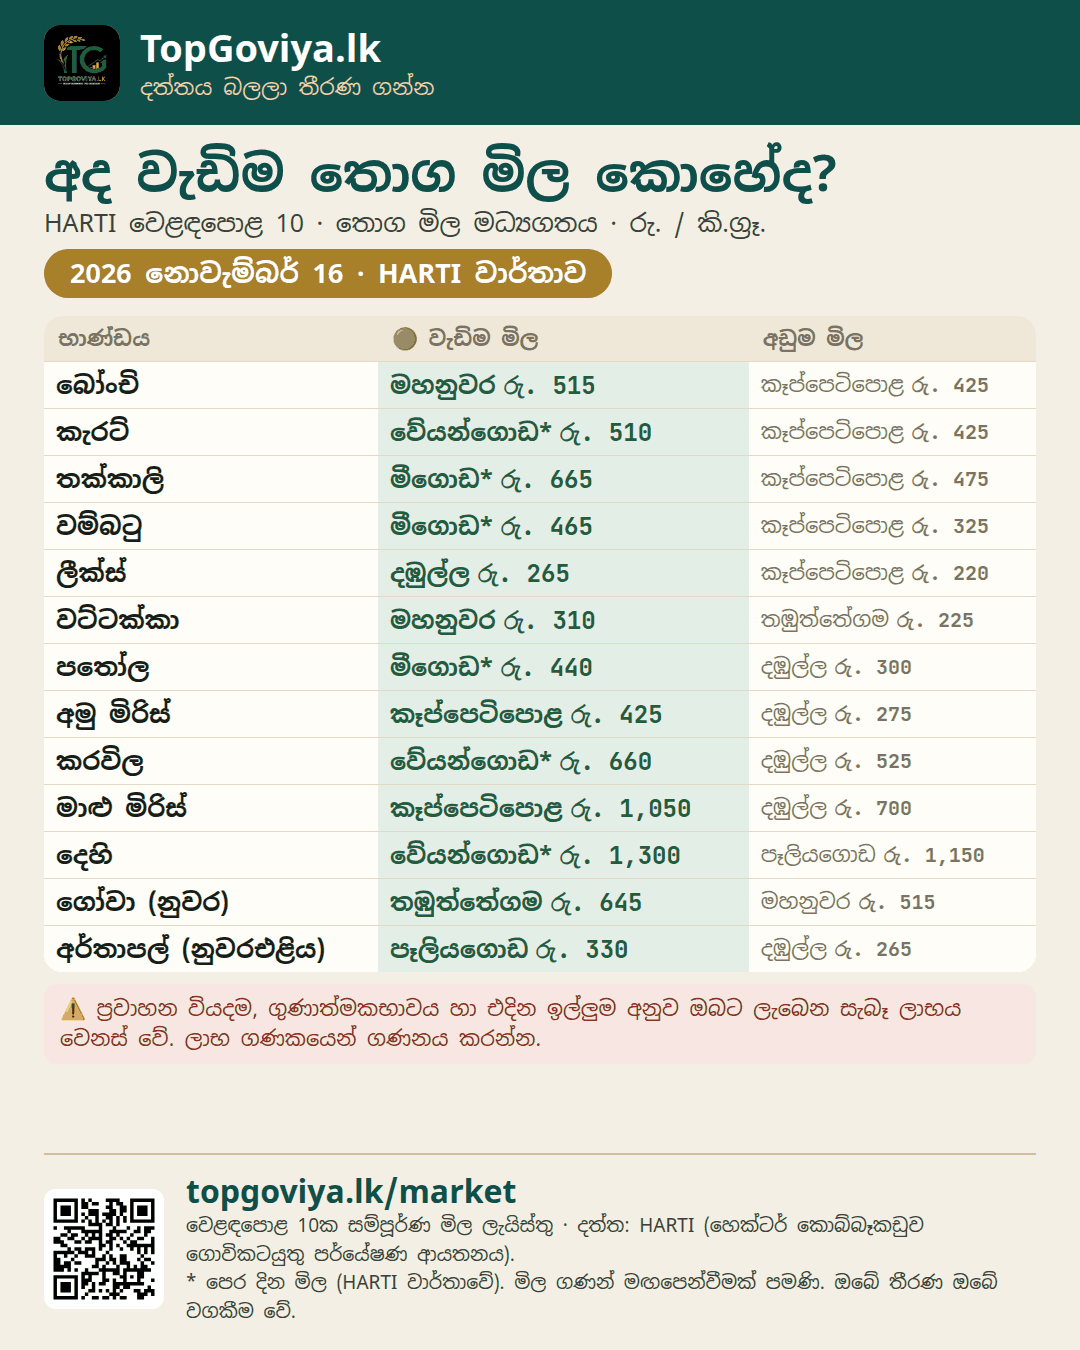 TG
TOPGOVIYA.LK
TopGoviya.lk
දත්තය බලලා තීරණ ගන්න
අද වැඩිම තොග මිල කොහේද?
HARTI වෙළඳපොළ 10 · තොග මිල මධ්‍යගතය · රු. / කි.ග්‍රෑ.
2026 නොවැම්බර් 16 · HARTI වාර්තාව
භාණ්ඩය වැඩිම මිල අඩුම මිල
බෝංචි මහනුවර රු. 515 කැප්පෙටිපොළ රු. 425
කැරට් වේයන්ගොඩ* රු. 510 කැප්පෙටිපොළ රු. 425
තක්කාලි මීගොඩ* රු. 665 කැප්පෙටිපොළ රු. 475
වම්බටු මීගොඩ* රු. 465 කැප්පෙටිපොළ රු. 325
ලීක්ස් දඹුල්ල රු. 265 කැප්පෙටිපොළ රු. 220
වට්ටක්කා මහනුවර රු. 310 තඹුත්තේගම රු. 225
පතෝල මීගොඩ* රු. 440 දඹුල්ල රු. 300
අමු මිරිස් කැප්පෙටිපොළ රු. 425 දඹුල්ල රු. 275
කරවිල වේයන්ගොඩ* රු. 660 දඹුල්ල රු. 525
මාළු මිරිස් කැප්පෙටිපොළ රු. 1,050 දඹුල්ල රු. 700
දෙහි වේයන්ගොඩ* රු. 1,300 පෑලියගොඩ රු. 1,150
ගෝවා (නුවර) තඹුත්තේගම රු. 645 මහනුවර රු. 515
අර්තාපල් (නුවරඑළිය) පෑලියගොඩ රු. 330 දඹුල්ල රු. 265
⚠️ ප්‍රවාහන වියදම, ගුණාත්මකභාවය හා එදින ඉල්ලුම අනුව ඔබට ලැබෙන සැබෑ ලාභය
වෙනස් වේ. ලාභ ගණකයෙන් ගණනය කරන්න.
topgoviya.lk/market
වෙළඳපොළ 10ක සම්පූර්ණ මිල ලැයිස්තු · දත්ත: HARTI (හෙක්ටර් කොබ්බෑකඩුව
ගොවිකටයුතු පර්යේෂණ ආයතනය).
* පෙර දින මිල (HARTI වාර්තාවේ). මිල ගණන් මඟපෙන්වීමක් පමණි. ඔබේ තීරණ ඔබේ
වගකීම වේ.